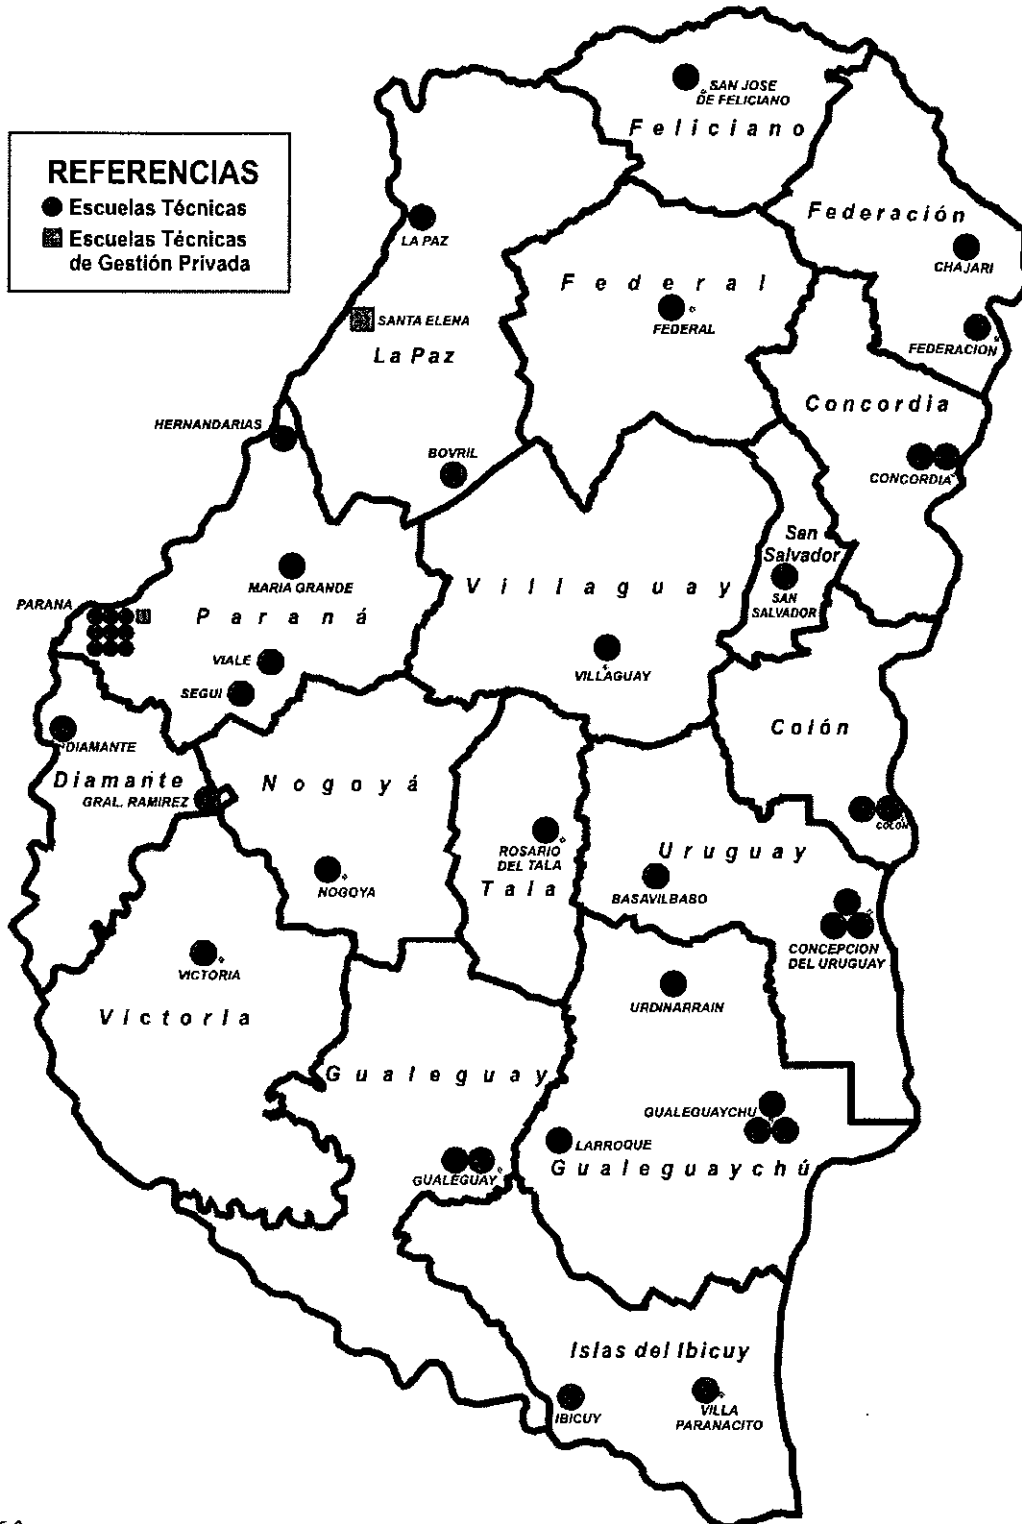 REFERENCIAS
Escuelas Técnicas
Escuelas Técnicas
de Gestión Privada
SAN JOSE
DE FELICIANO
Feliciano
Federación
CHAJARI
FEDERACION
LA PAZ
SANTA ELENA
La Paz
BOVRIL
Federal
FEDERAL
Concordia
CONCORDIA
HERNANDARIAS
MARIA GRANDE
PARANA
Paraná
VIALE
SEGUI
Villaguay
VILLAGUAY
San
Salvador
SAN
SALVADOR
Colón
COLON
DIAMANTE
Diamante
GRAL. RAMIREZ
Nogoyá
NOGOYA
ROSARIO
DEL TALA
Tala
Uruguay
BASAVILBABO
CONCEPCION
DEL URUGUAY
VICTORIA
Victoria
URDINARRAIN
Gualeguay
GUALEGUAY
GUALEGUAYCHU
LARROQUE
Gualeguaychú
Islas del Ibicuy
IBICUY
VILLA
PARANACITO